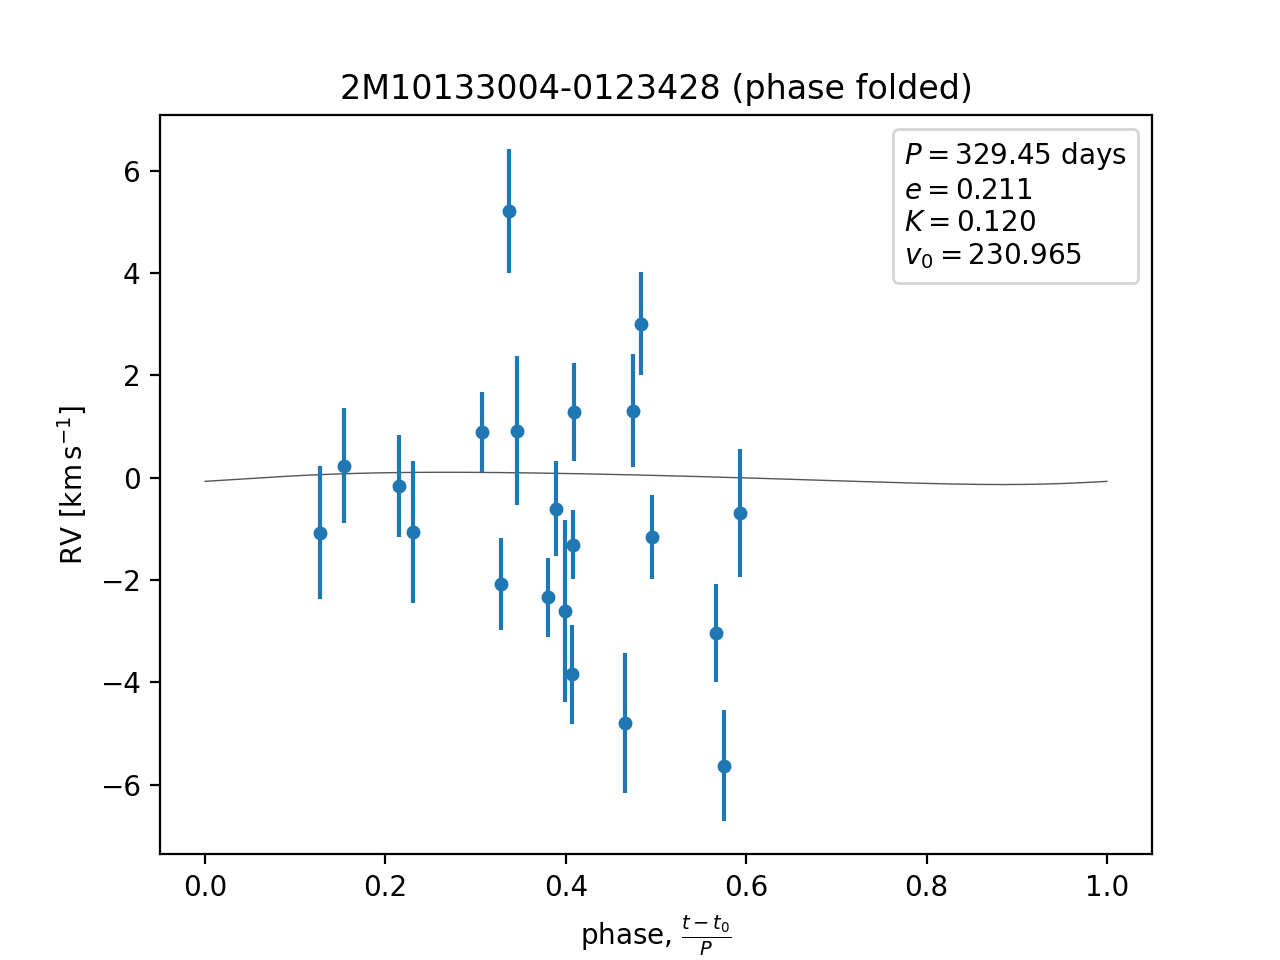 2M10133004-0123428 (phase folded)
P = 329.45 days
e = 0.211
K = 0.120
v₀ = 230.965
RV [km s⁻¹]
6
4
2
0
−2
−4
−6
0.0 0.2 0.4 0.6 0.8 1.0
phase, (t − t₀)/P